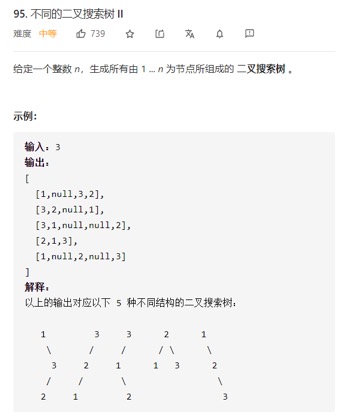 95. 不同的二叉搜索树 II
难度 中等 739
给定一个整数 n，生成所有由 1 ... n 为节点所组成的 二叉搜索树 。
示例：
输入：3
输出：
[
  [1,null,3,2],
  [3,2,null,1],
  [3,1,null,null,2],
  [2,1,3],
  [1,null,2,null,3]
]
解释：
以上的输出对应以下 5 种不同结构的二叉搜索树：
   1         3     3      2      1
    \       /     /      / \      \
     3     2     1      1   3      2
    /     /       \                 \
   2     1         2                 3